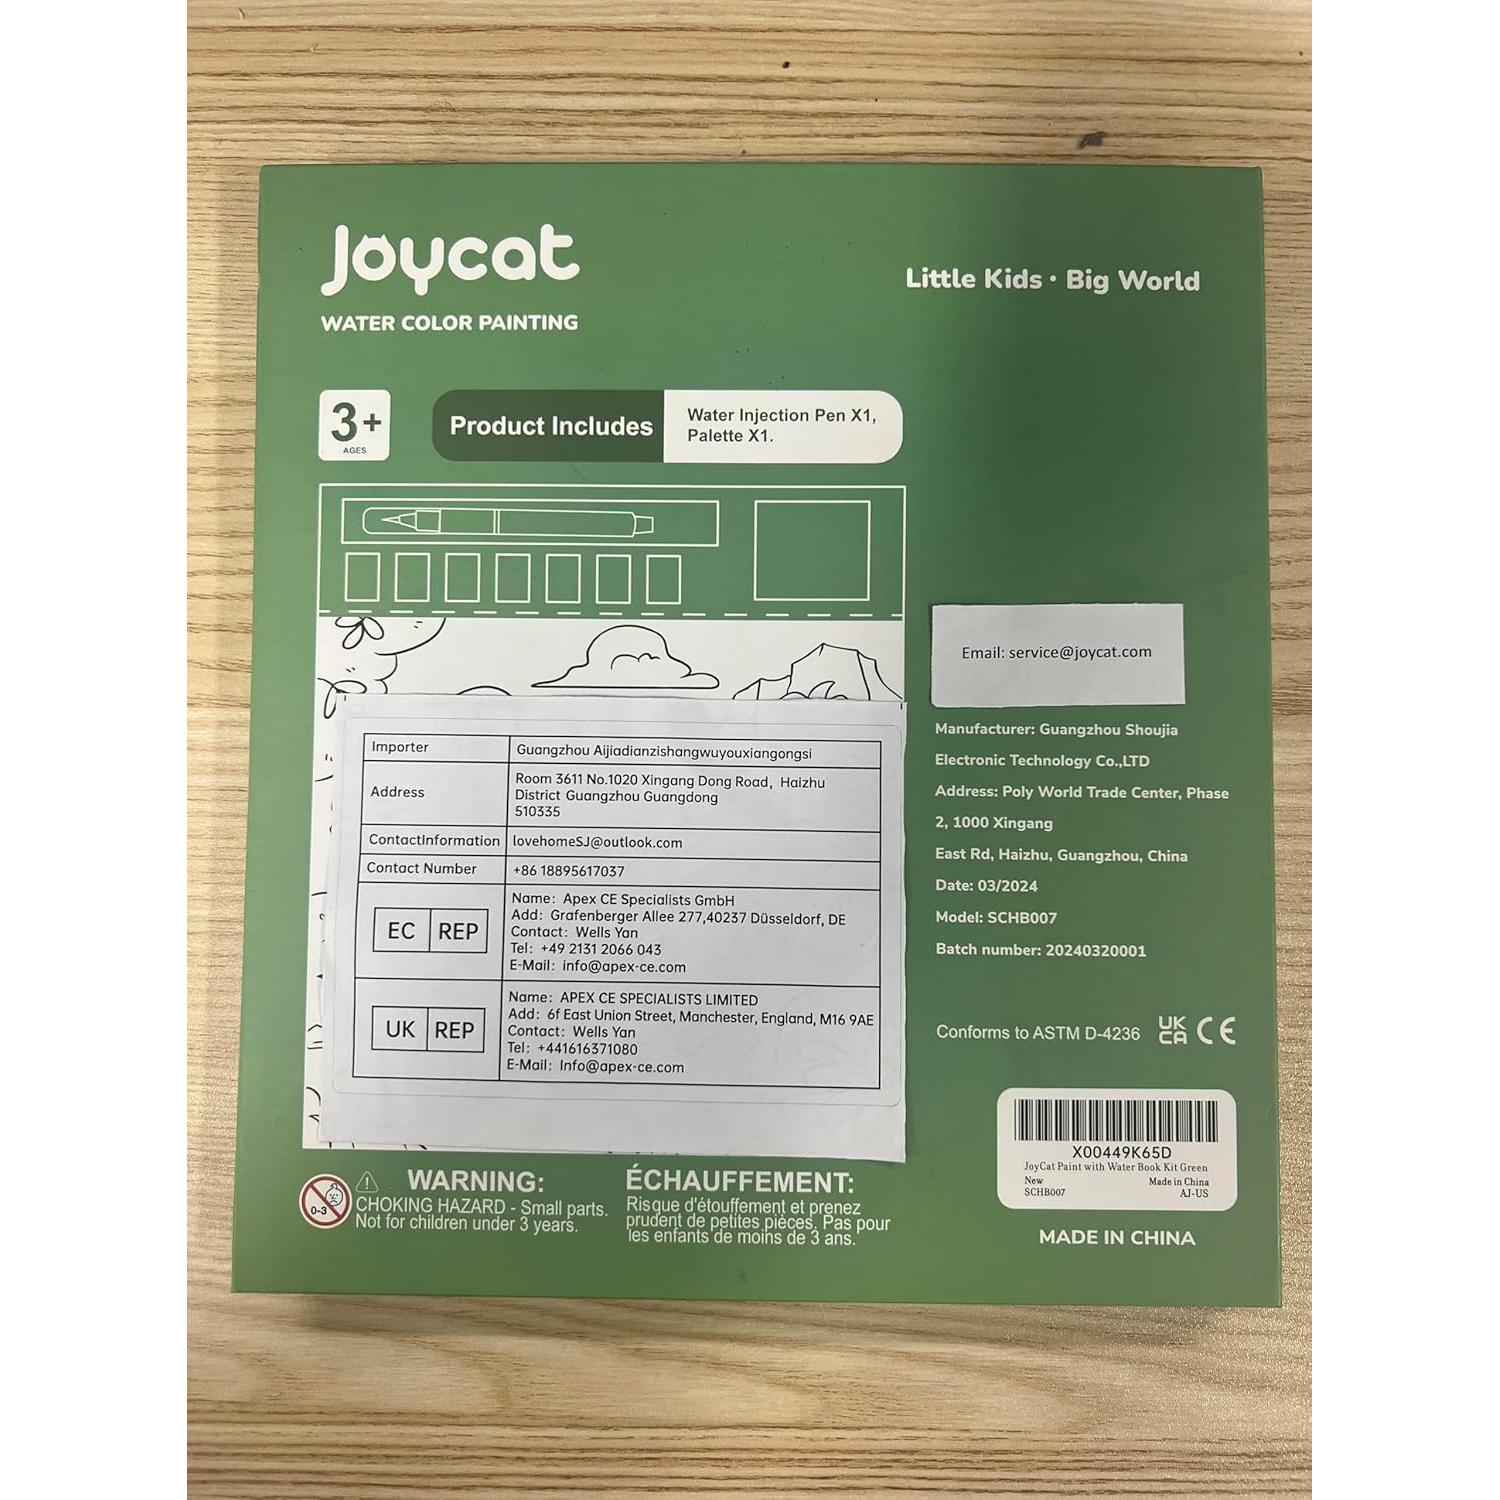 Joycat
WATER COLOR PAINTING
Little Kids • Big World
3+
AGES
Product Includes
Water Injection Pen X1,
Palette X1.
Email: service@joycat.com
Manufacturer: Guangzhou Shoujia
Electronic Technology Co.,LTD
Address: Poly World Trade Center, Phase
2, 1000 Xingang
East Rd, Haizhu, Guangzhou, China
Date: 03/2024
Model: SCHB007
Batch number: 20240320001
Importer
Guangzhou Aijiadianzishangwuyouxiangongsi
Address
Room 3611 No.1020 Xingang Dong Road, Haizhu
District Guangzhou Guangdong
510335
ContactInformation
lovehomeSJ@outlook.com
Contact Number
+86 18895617037
EC REP
Name: Apex CE Specialists GmbH
Add: Grafenberger Allee 277,40237 Düsseldorf, DE
Contact: Wells Yan
Tel: +49 2131 2066 043
E-Mail: info@apex-ce.com
UK REP
Name: APEX CE SPECIALISTS LIMITED
Add: 6f East Union Street, Manchester, England, M16 9AE
Contact: Wells Yan
Tel: +441616371080
E-Mail: Info@apex-ce.com
Conforms to ASTM D-4236
UK
CA
CE
X00449K65D
JoyCat Paint with Water Book Kit Green
New
Made in China
SCHB007
AJ-US
MADE IN CHINA
0-3
WARNING:
CHOKING HAZARD - Small parts.
Not for children under 3 years.
ÉCHAUFFEMENT:
Risque d'étouffement et prenez
prudent de petites pièces. Pas pour
les enfants de moins de 3 ans.